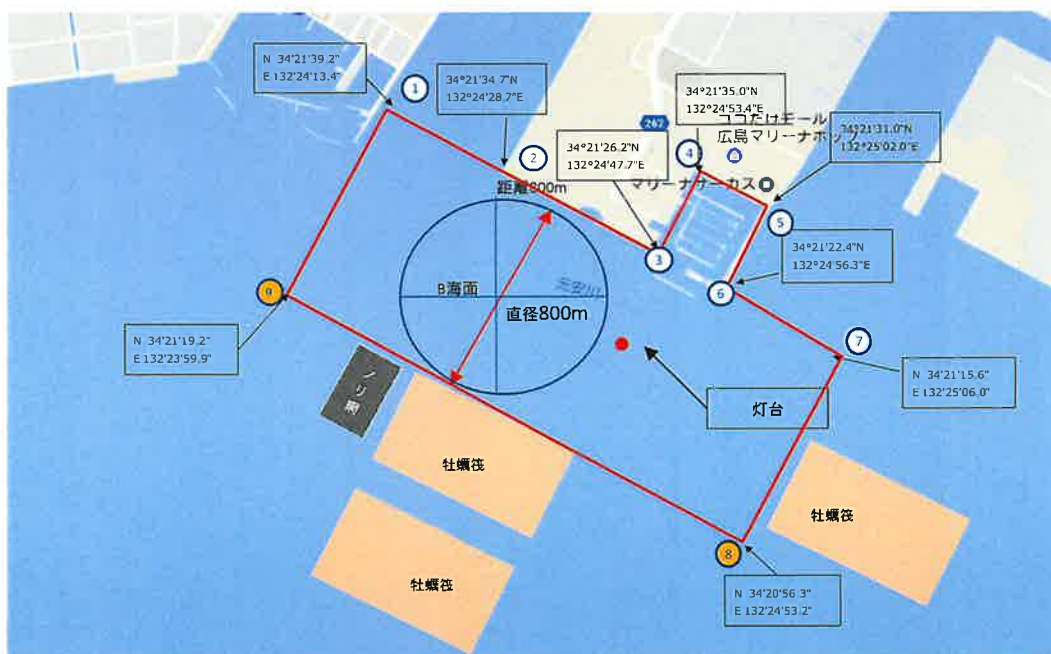 N 34'21'39.2"
E 132'24'13.4"
①
34°21'34.7"N
132°24'28.7"E
②
距離800m
34°21'26.2"N
132°24'47.7"E
③
34°21'35.0"N
132°24'53.4"E
267
④
ココだけモール
広島マリーナホップ
34°21'31.0"N
132°25'02.0"E
マリーナサーカス
⑤
34°21'22.4"N
132°24'56.3"E
⑥
B海面
元安川
直径800m
⑨
N 34'21'19.2"
E 132'23'59.9"
⑦
N 34'21'15.6"
E 132'25'06.0"
灯台
ノリ網
牡蠣筏
牡蠣筏
牡蠣筏
⑧
N 34'20'56.3"
E 132'24'53.2"